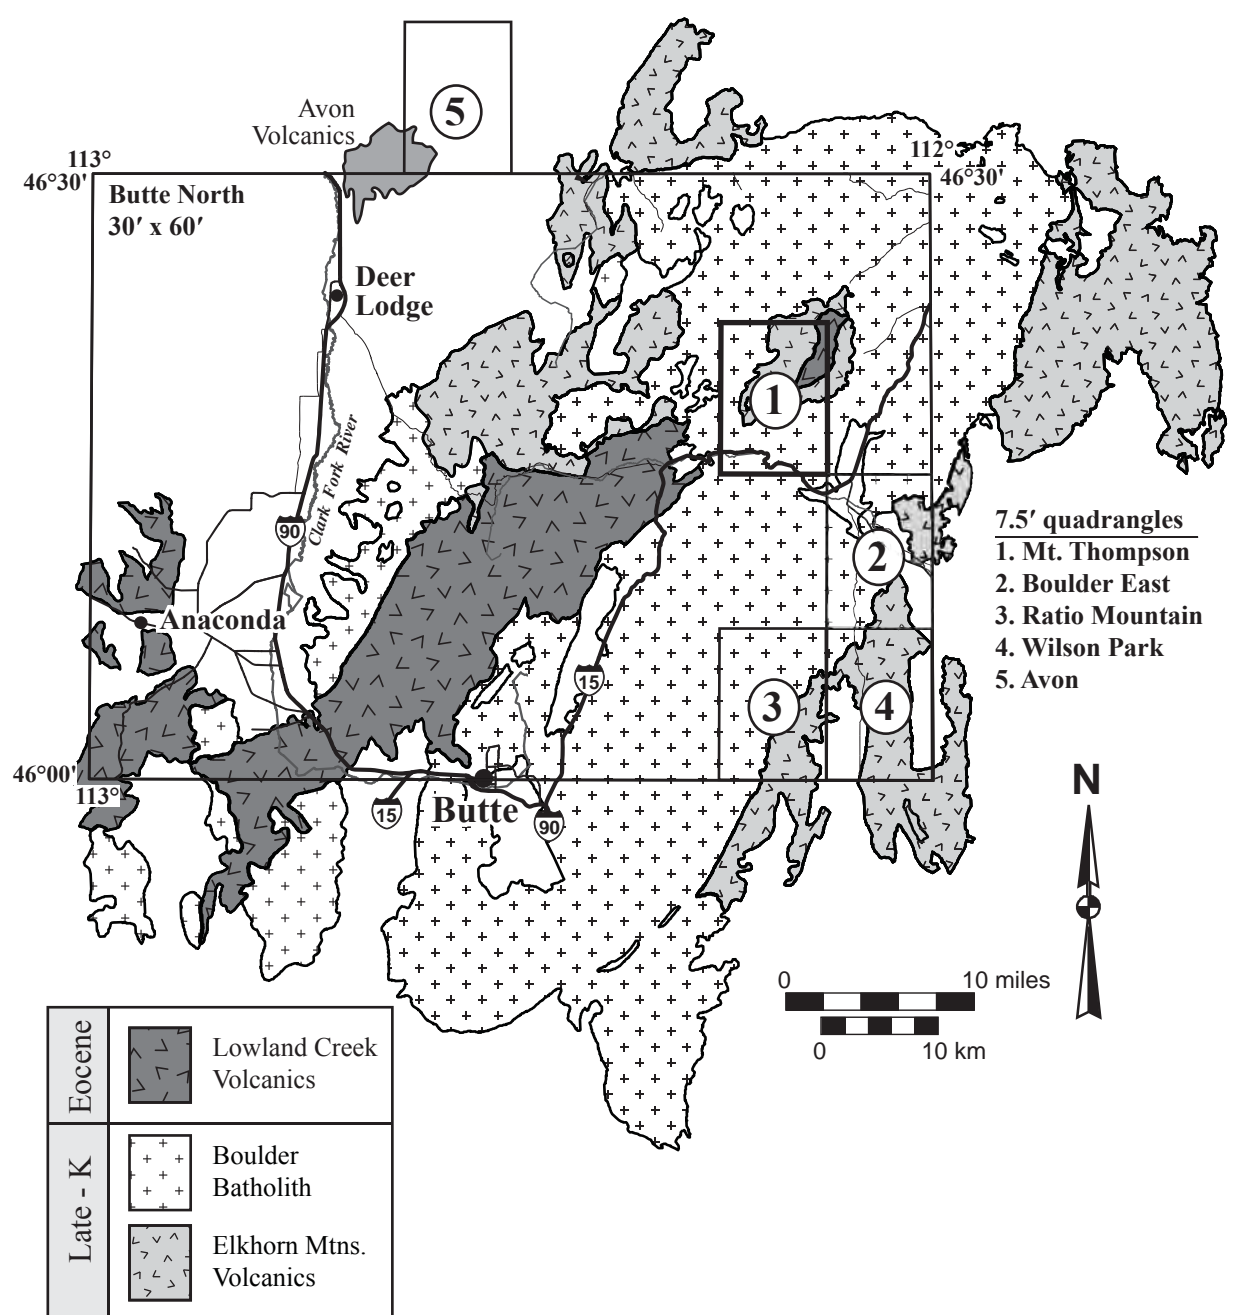 5
Avon
Volcanics
113°
46°30'
112°
46°30'
Butte North
30′ x 60′
Deer
Lodge
Clark Fork River
1
90
7.5′ quadrangles
1. Mt. Thompson
2. Boulder East
3. Ratio Mountain
4. Wilson Park
5. Avon
2
Anaconda
15
3
4
46°00'
113°
15
Butte
90
N
0 10 miles
0 10 km
Eocene
Lowland Creek
Volcanics
Late - K
Boulder
Batholith
Elkhorn Mtns.
Volcanics